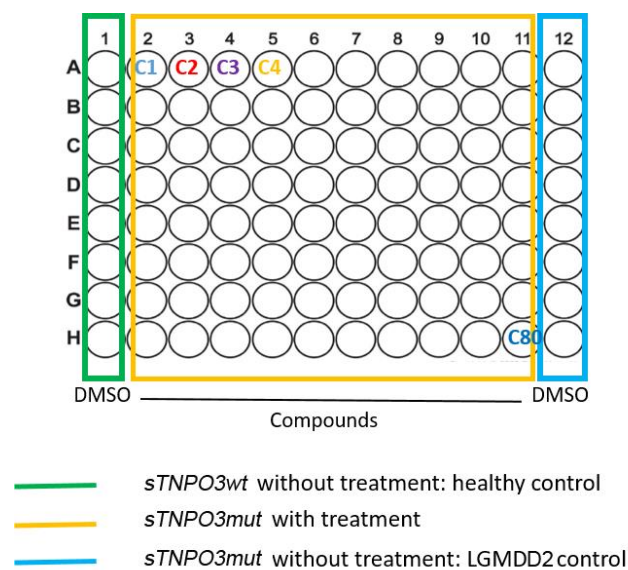 1 2 3 4 5 6 7 8 9 10 11 12
A C1 C2 C3 C4
B
C
D
E
F
G
H C80
DMSO DMSO
Compounds
sTNPO3wt without treatment: healthy control
sTNPO3mut with treatment
sTNPO3mut without treatment: LGMDD2 control